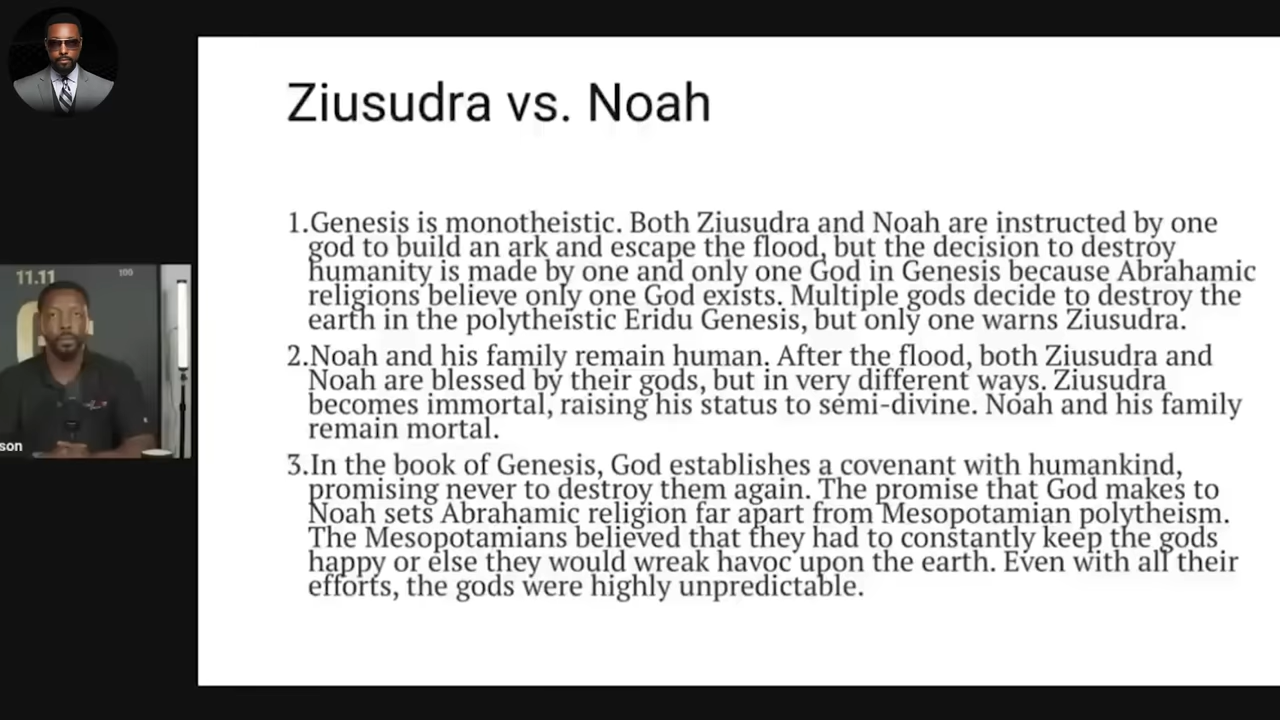 Ziusudra vs. Noah
1.Genesis is monotheistic. Both Ziusudra and Noah are instructed by one
god to build an ark and escape the flood, but the decision to destroy
humanity is made by one and only one God in Genesis because Abrahamic
religions believe only one God exists. Multiple gods decide to destroy the
earth in the polytheistic Eridu Genesis, but only one warns Ziusudra.
2.Noah and his family remain human. After the flood, both Ziusudra and
Noah are blessed by their gods, but in very different ways. Ziusudra
becomes immortal, raising his status to semi-divine. Noah and his family
remain mortal.
3.In the book of Genesis, God establishes a covenant with humankind,
promising never to destroy them again. The promise that God makes to
Noah sets Abrahamic religion far apart from Mesopotamian polytheism.
The Mesopotamians believed that they had to constantly keep the gods
happy or else they would wreak havoc upon the earth. Even with all their
efforts, the gods were highly unpredictable.
11.11
100
son